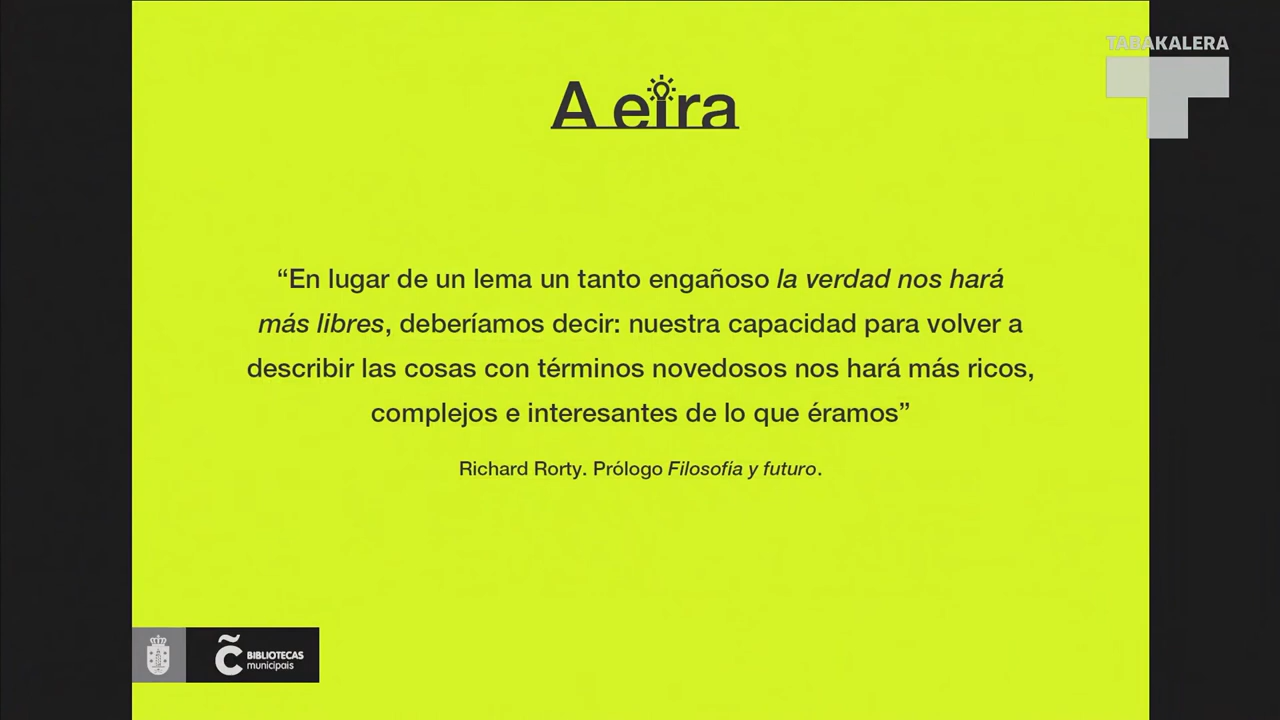 TABAKALERA
A eira
“En lugar de un lema un tanto engañoso la verdad nos hará
más libres, deberíamos decir: nuestra capacidad para volver a
describir las cosas con términos novedosos nos hará más ricos,
complejos e interesantes de lo que éramos”
Richard Rorty. Prólogo Filosofía y futuro.
BIBLIOTECAS
municipais